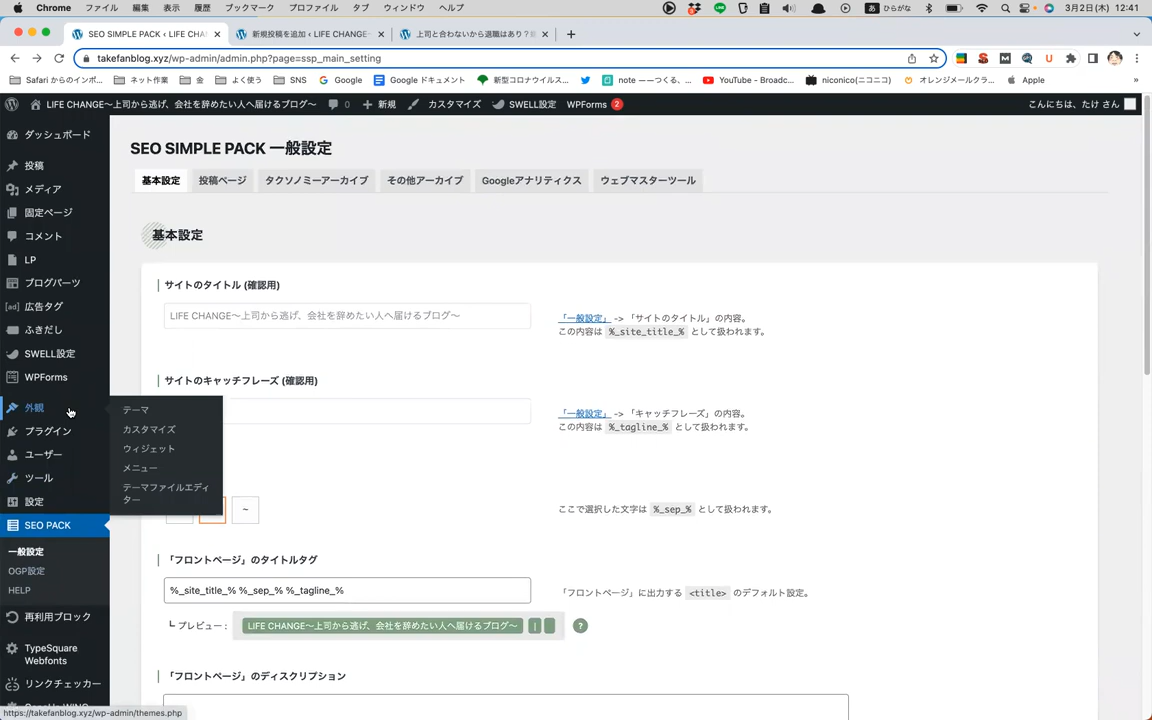 Chrome ファイル 編集 表示 履歴 ブックマーク プロファイル タブ ウィンドウ ヘルプ
あ ひらがな 3月2日(木) 12:41
SEO SIMPLE PACK ‹ LIFE CHAN
新規投稿を追加 ‹ LIFE CHANGE~
上司と合わないから退職はあり？
takefanblog.xyz/wp-admin/admin.php?page=ssp_main_setting
Safari からのインポ... ネット作業 金 よく使う SNS Google Google ドキュメント 新型コロナウイルス... note ーーつくる、... YouTube - Broadc... niconico(ニコニコ) オレンジメールクラ... Apple »
LIFE CHANGE〜上司から逃げ、会社を辞めたい人へ届けるブログ〜 0 新規 カスタマイズ SWELL設定 WPForms 2
こんにちは、たけ さん
ダッシュボード
投稿
メディア
固定ページ
コメント
LP
ブログパーツ
[ad] 広告タグ
ふきだし
SWELL設定
WPForms
外観
プラグイン
ユーザー
ツール
設定
SEO PACK
一般設定
OGP設定
HELP
再利用ブロック
TypeSquare
Webfonts
リンクチェッカー
テーマ
カスタマイズ
ウィジェット
メニュー
テーマファイルエディ
ター
SEO SIMPLE PACK 一般設定
基本設定 投稿ページ タクソノミーアーカイブ その他アーカイブ Googleアナリティクス ウェブマスターツール
基本設定
サイトのタイトル (確認用)
LIFE CHANGE〜上司から逃げ、会社を辞めたい人へ届けるブログ〜
「一般設定」 -> 「サイトのタイトル」の内容。
この内容は %_site_title_% として扱われます。
サイトのキャッチフレーズ (確認用)
「一般設定」 -> 「キャッチフレーズ」の内容。
この内容は %_tagline_% として扱われます。
~
ここで選択した文字は %_sep_% として扱われます。
「フロントページ」のタイトルタグ
%_site_title_% %_sep_% %_tagline_%
「フロントページ」に出力する <title> のデフォルト設定。
┗ プレビュー : LIFE CHANGE〜上司から逃げ、会社を辞めたい人へ届けるブログ〜 | ?
「フロントページ」のディスクリプション
https://takefanblog.xyz/wp-admin/themes.php